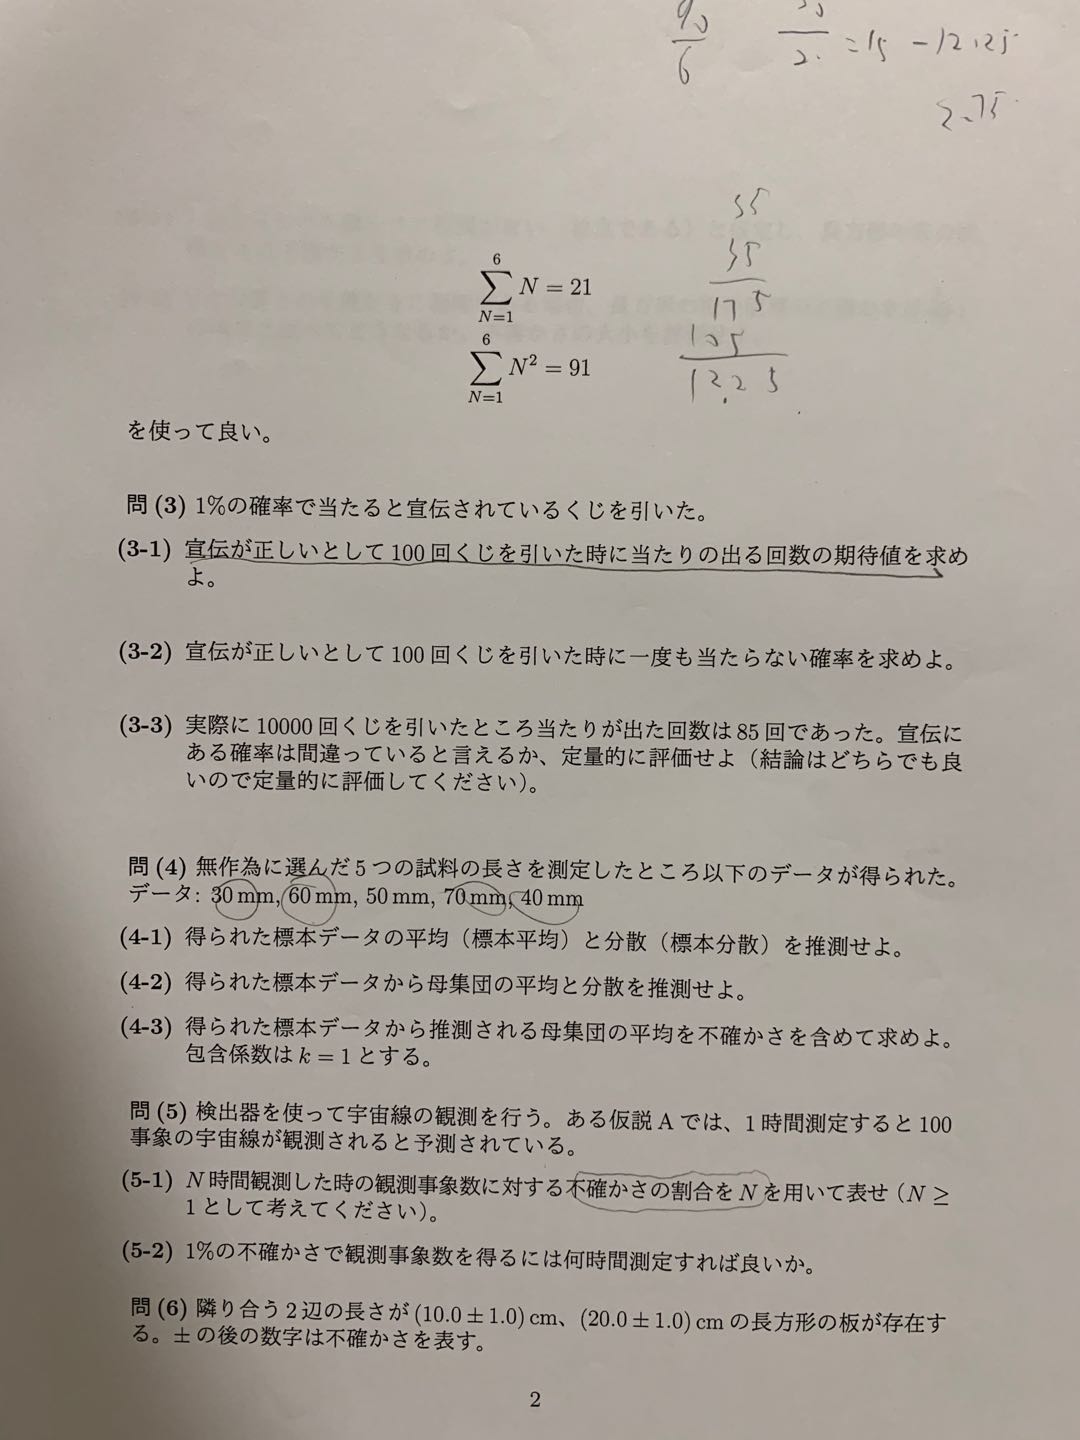 6
= 15 - 12.25
2.75
35
35
175
105
12.25
\sum_{N=1}^{6} N = 21
\sum_{N=1}^{6} N^2 = 91
を使って良い。
問 (3) 1%の確率で当たると宣伝されているくじを引いた。
(3-1) 宣伝が正しいとして 100 回くじを引いた時に当たりの出る回数の期待値を求め
よ。
(3-2) 宣伝が正しいとして 100 回くじを引いた時に一度も当たらない確率を求めよ。
(3-3) 実際に 10000 回くじを引いたところ当たりが出た回数は 85 回であった。宣伝に
ある確率は間違っていると言えるか、定量的に評価せよ（結論はどちらでも良
いので定量的に評価してください）。
問 (4) 無作為に選んだ 5 つの試料の長さを測定したところ以下のデータが得られた。
データ: 30 mm, 60 mm, 50 mm, 70 mm, 40 mm
(4-1) 得られた標本データの平均（標本平均）と分散（標本分散）を推測せよ。
(4-2) 得られた標本データから母集団の平均と分散を推測せよ。
(4-3) 得られた標本データから推測される母集団の平均を不確かさを含めて求めよ。
包含係数は k = 1 とする。
問 (5) 検出器を使って宇宙線の観測を行う。ある仮説 A では、1 時間測定すると 100
事象の宇宙線が観測されると予測されている。
(5-1) N 時間観測した時の観測事象数に対する不確かさの割合を N を用いて表せ（N ≥
1 として考えてください）。
(5-2) 1%の不確かさで観測事象数を得るには何時間測定すれば良いか。
問 (6) 隣り合う 2 辺の長さが (10.0 ± 1.0) cm、(20.0 ± 1.0) cm の長方形の板が存在す
る。± の後の数字は不確かさを表す。
2